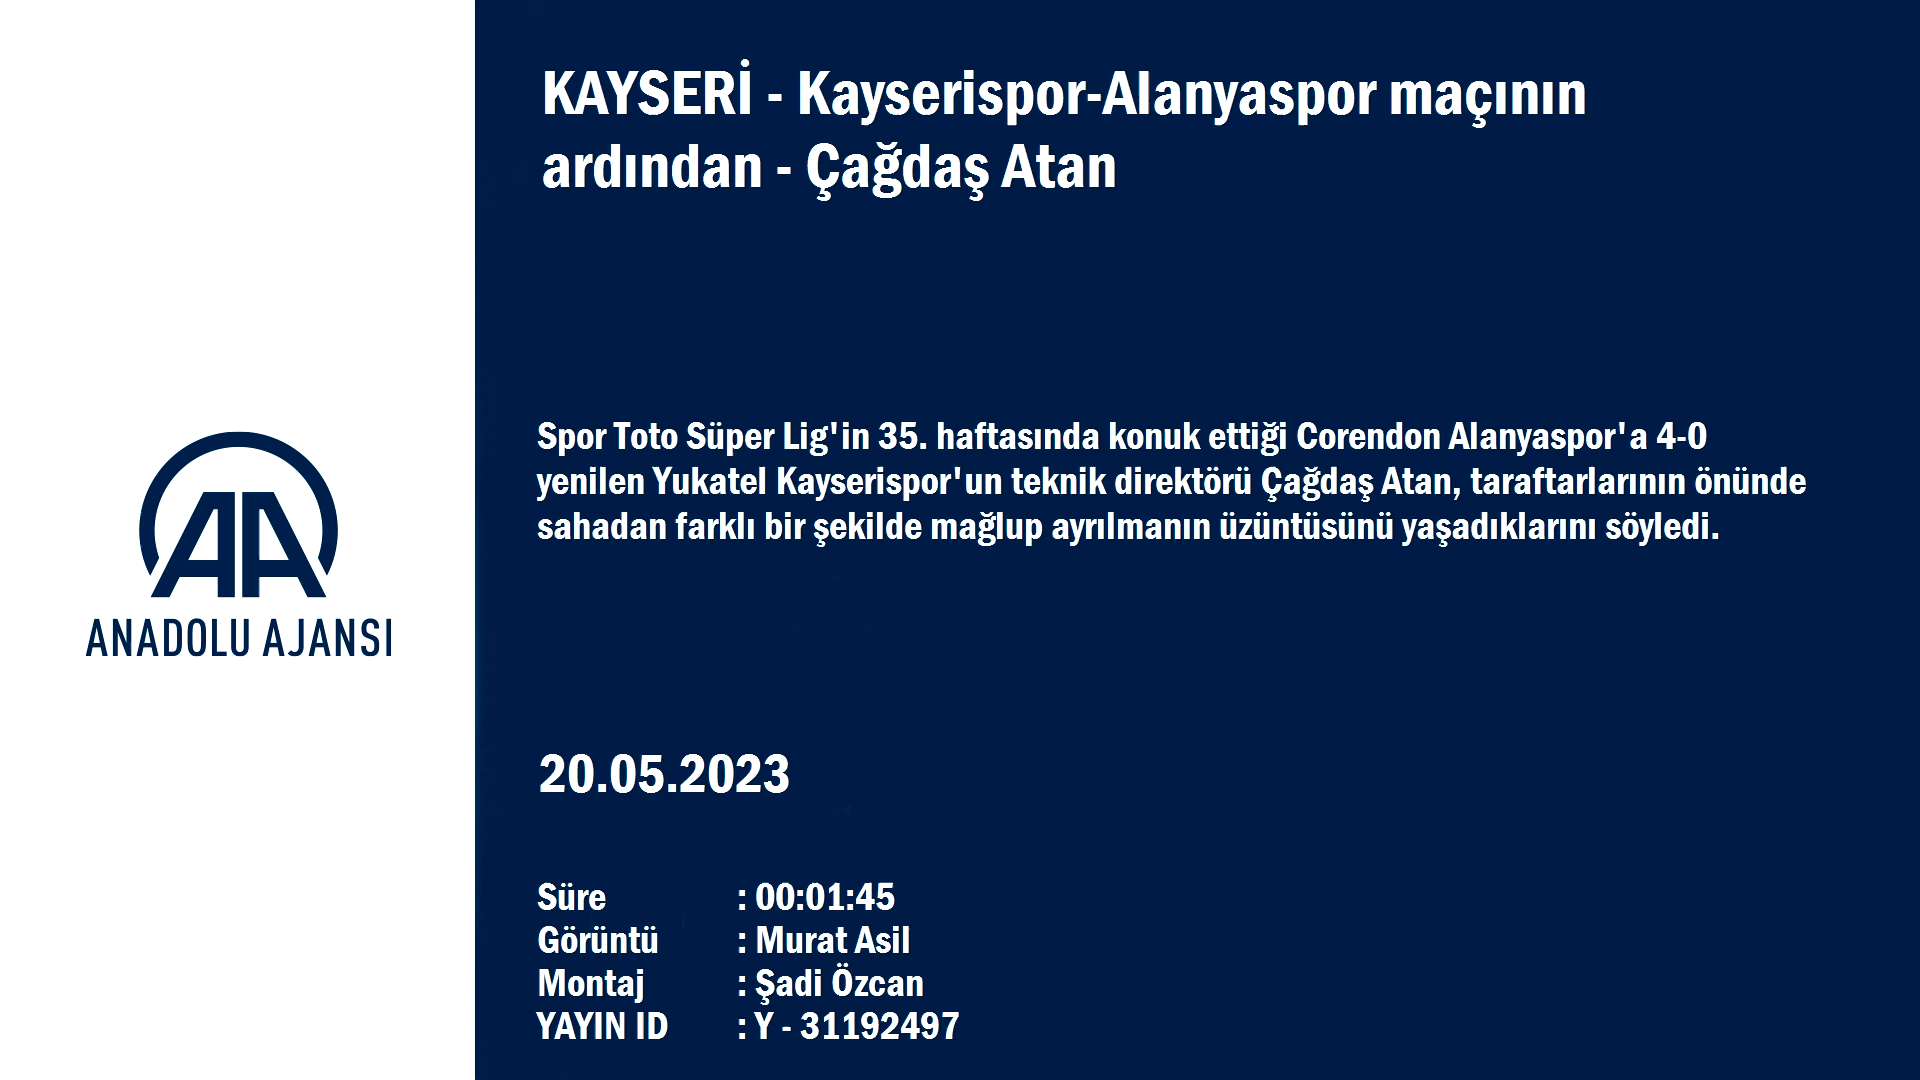 KAYSERİ - Kayserispor-Alanyaspor maçının
ardından - Çağdaş Atan
Spor Toto Süper Lig'in 35. haftasında konuk ettiği Corendon Alanyaspor'a 4-0
yenilen Yukatel Kayserispor'un teknik direktörü Çağdaş Atan, taraftarlarının önünde
sahadan farklı bir şekilde mağlup ayrılmanın üzüntüsünü yaşadıklarını söyledi.
AA
ANADOLU AJANSI
20.05.2023
Süre : 00:01:45
Görüntü : Murat Asil
Montaj : Şadi Özcan
YAYIN ID : Y - 31192497